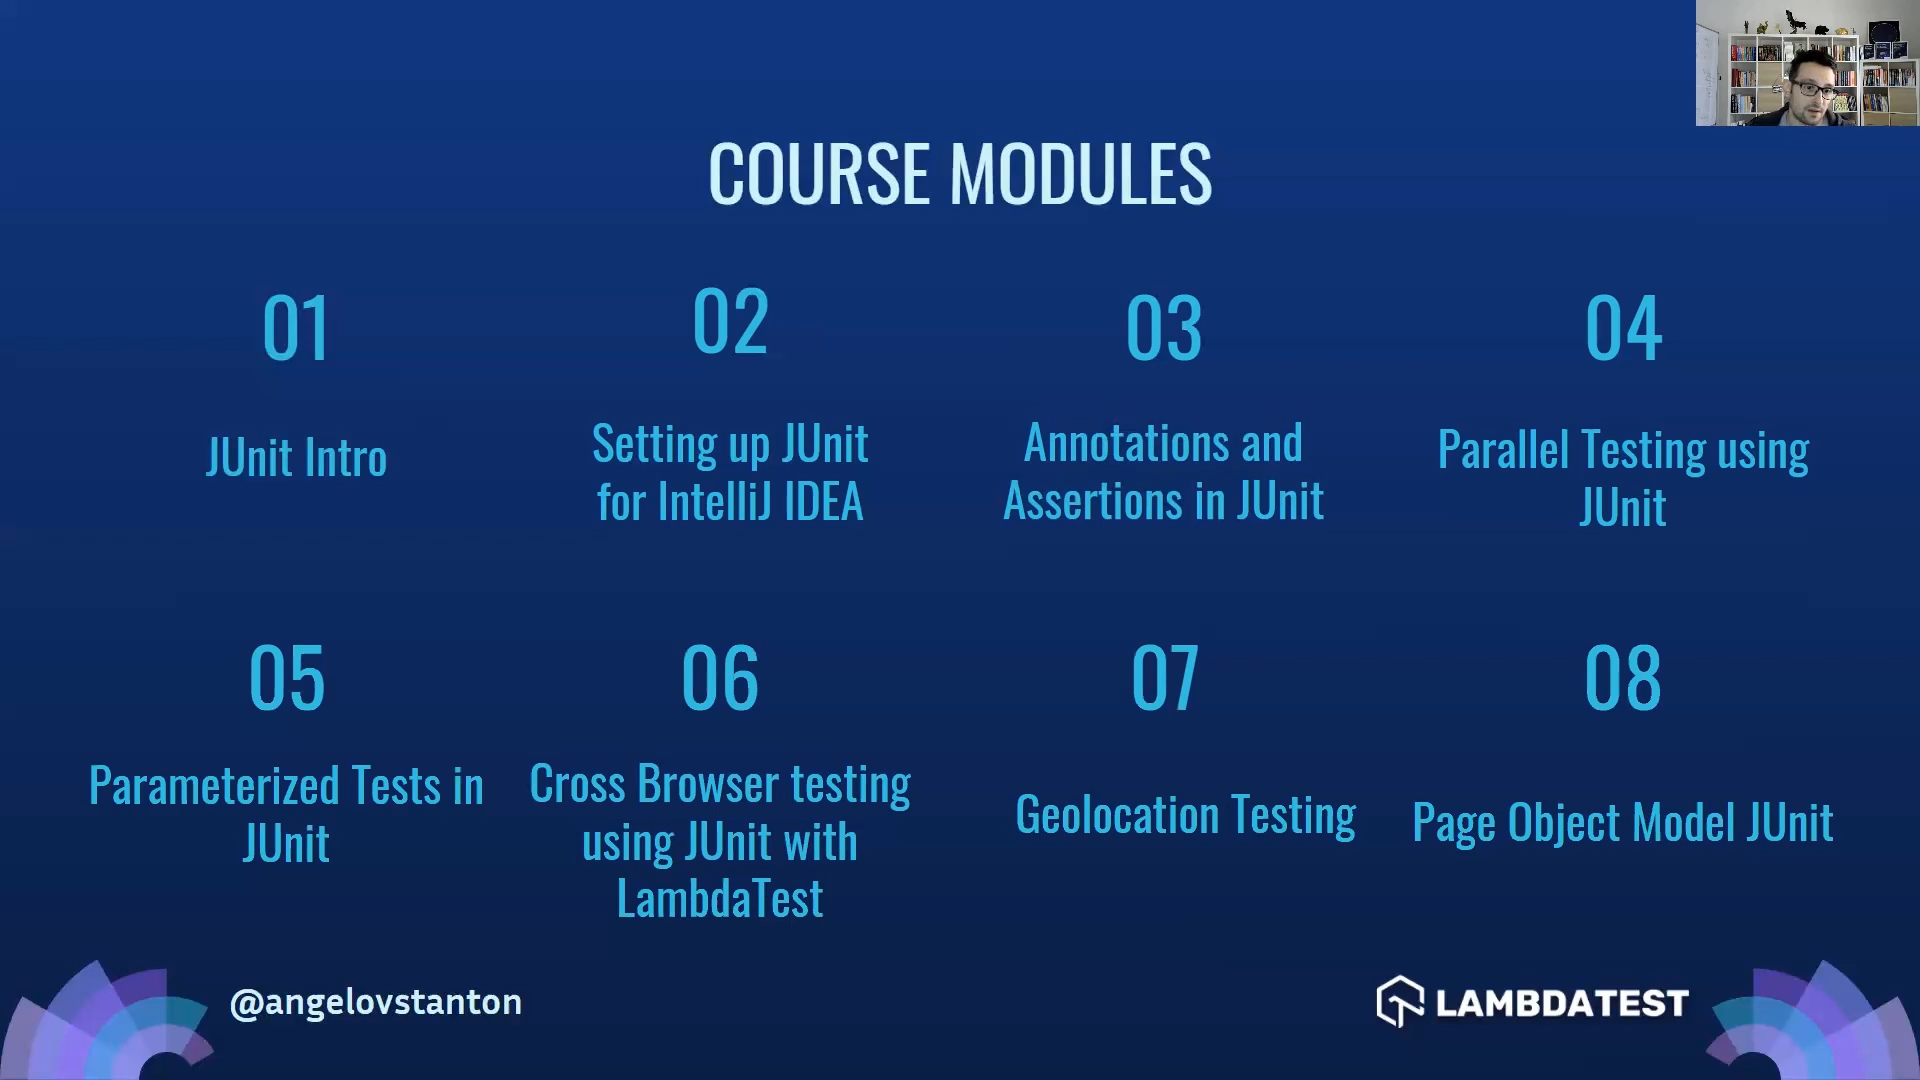 COURSE MODULES
01
02
03
04
JUnit Intro
Setting up JUnit
for IntelliJ IDEA
Annotations and
Assertions in JUnit
Parallel Testing using
JUnit
05
06
07
08
Parameterized Tests in
JUnit
Cross Browser testing
using JUnit with
LambdaTest
Geolocation Testing
Page Object Model JUnit
@angelovstanton
LAMBDATEST